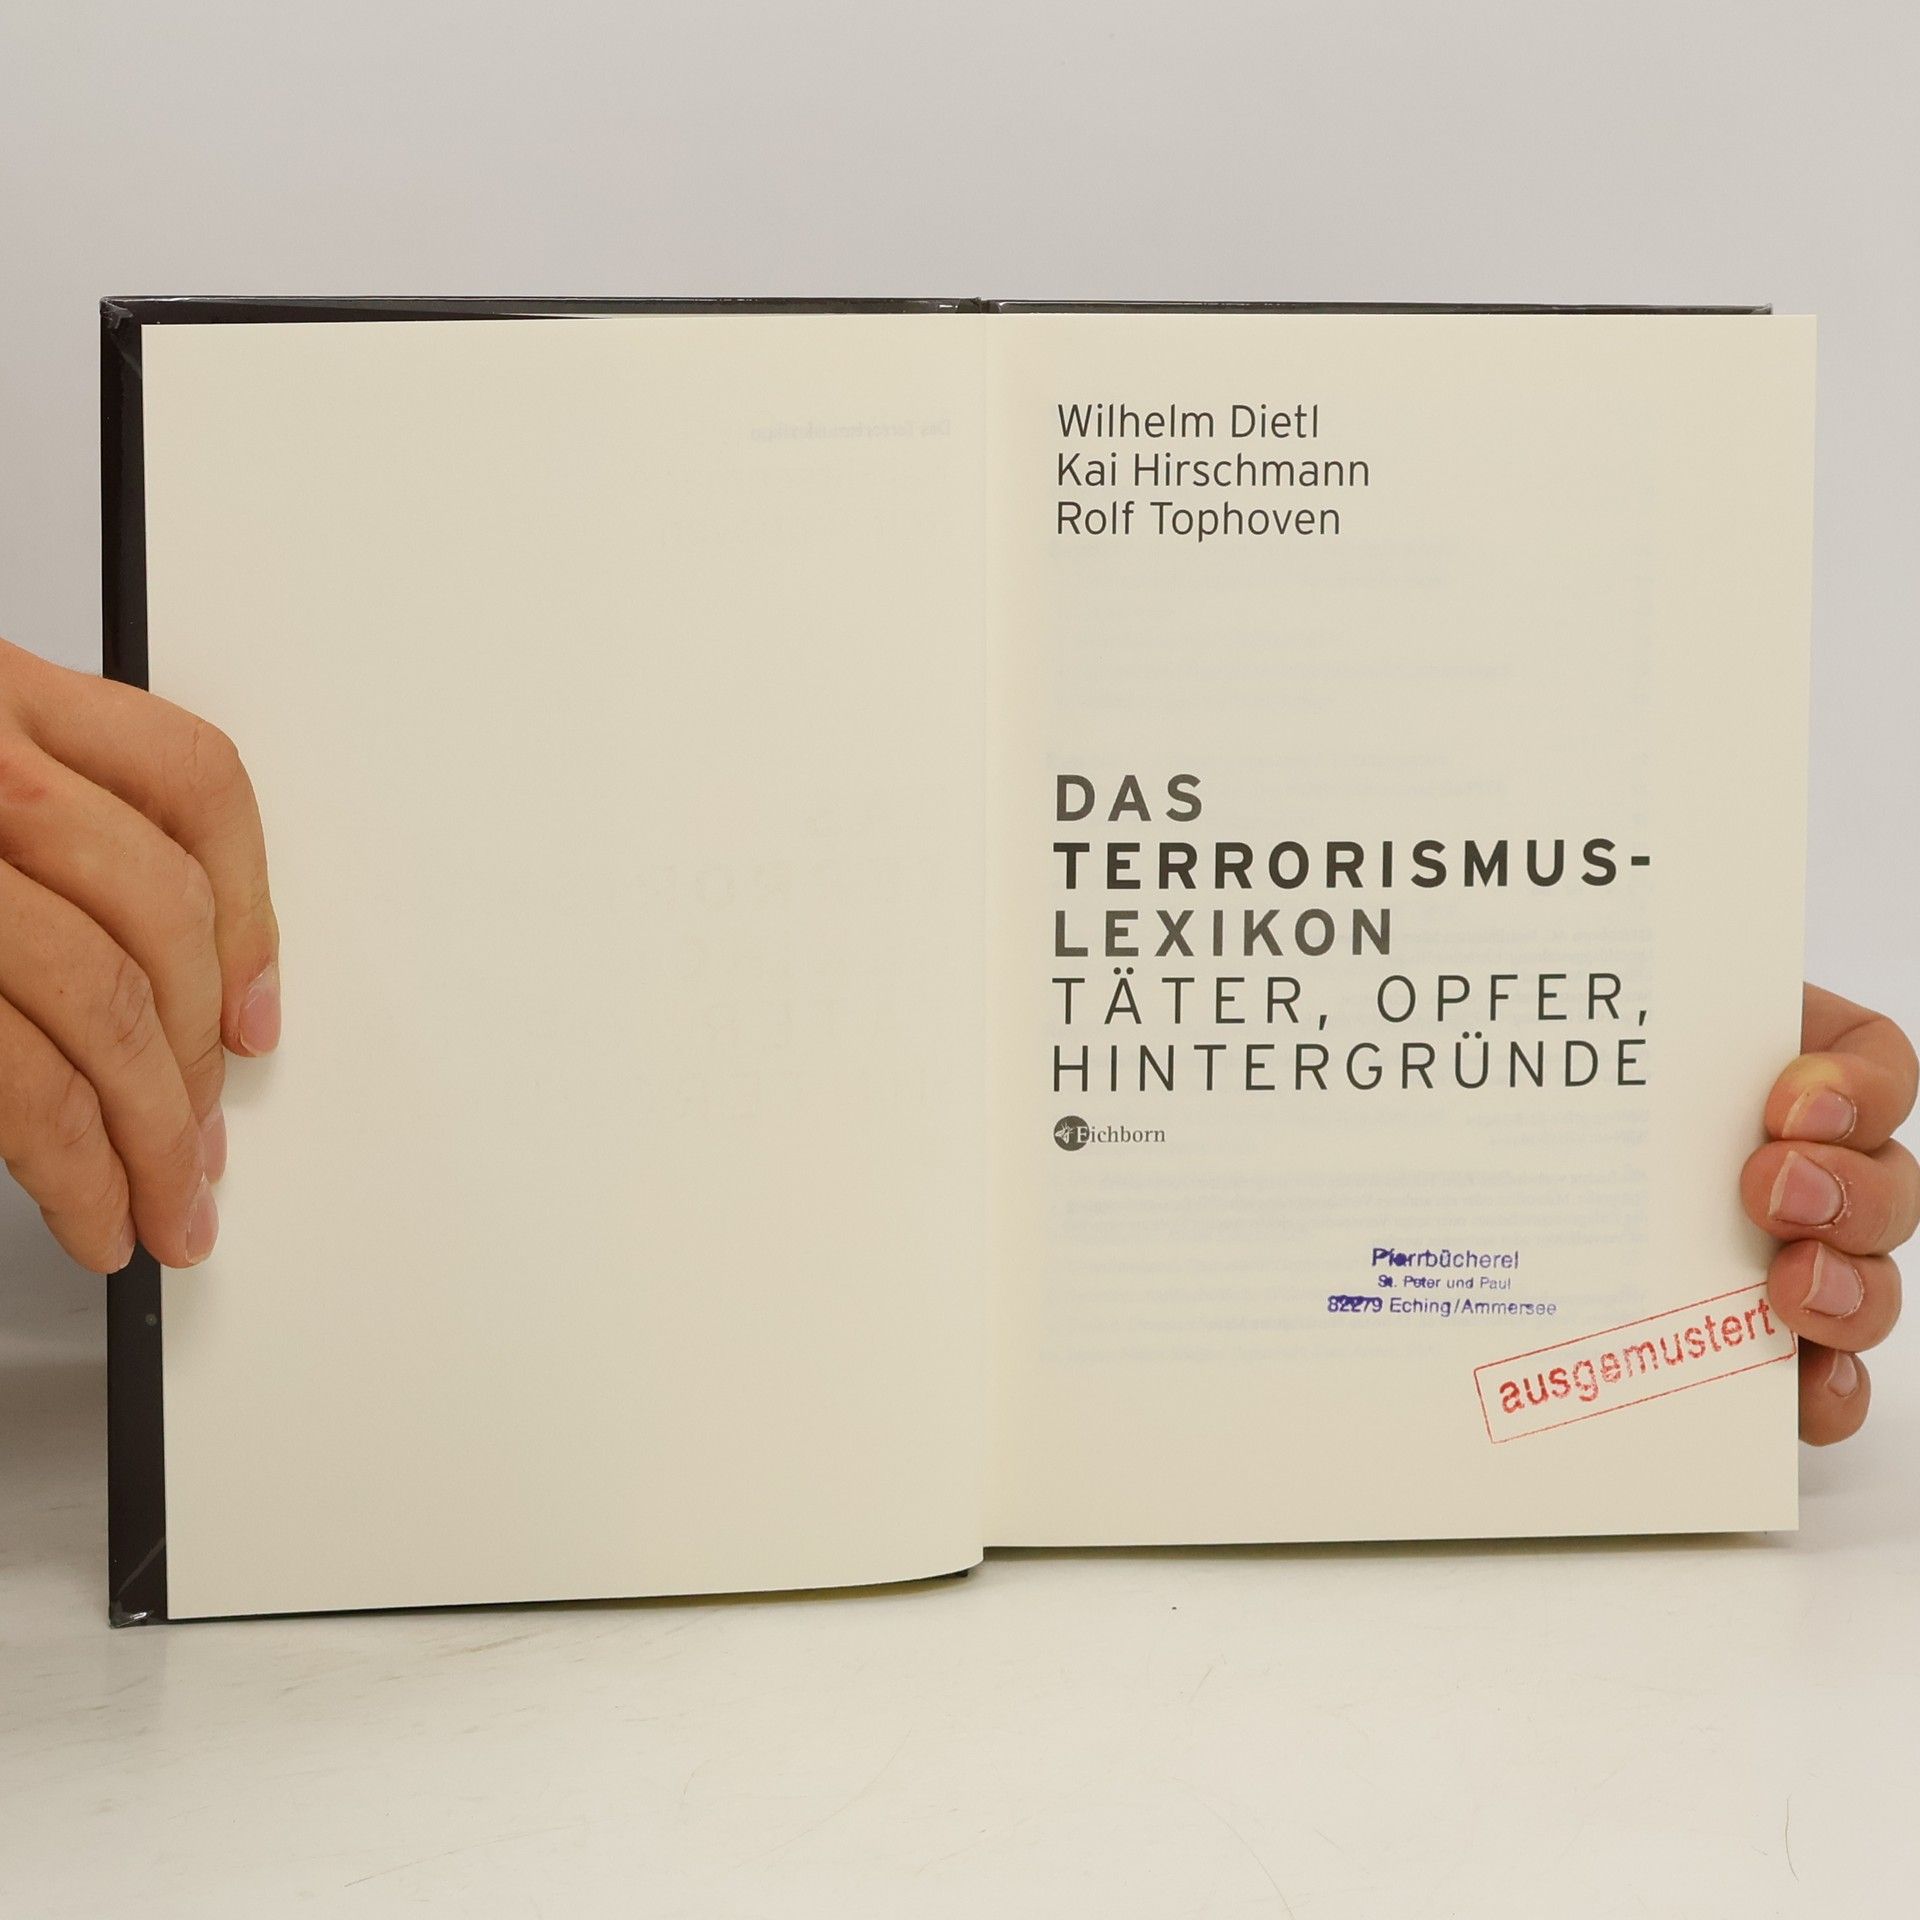 Wilhelm Dietl
Kai Hirschmann
Rolf Tophoven
DAS
TERRORISMUS-
LEXIKON
TÄTER, OPFER,
HINTERGRÜNDE
Eichborn
Pfarrbücherei
St. Peter und Paul
82279 Eching/Ammersee
ausgemustert